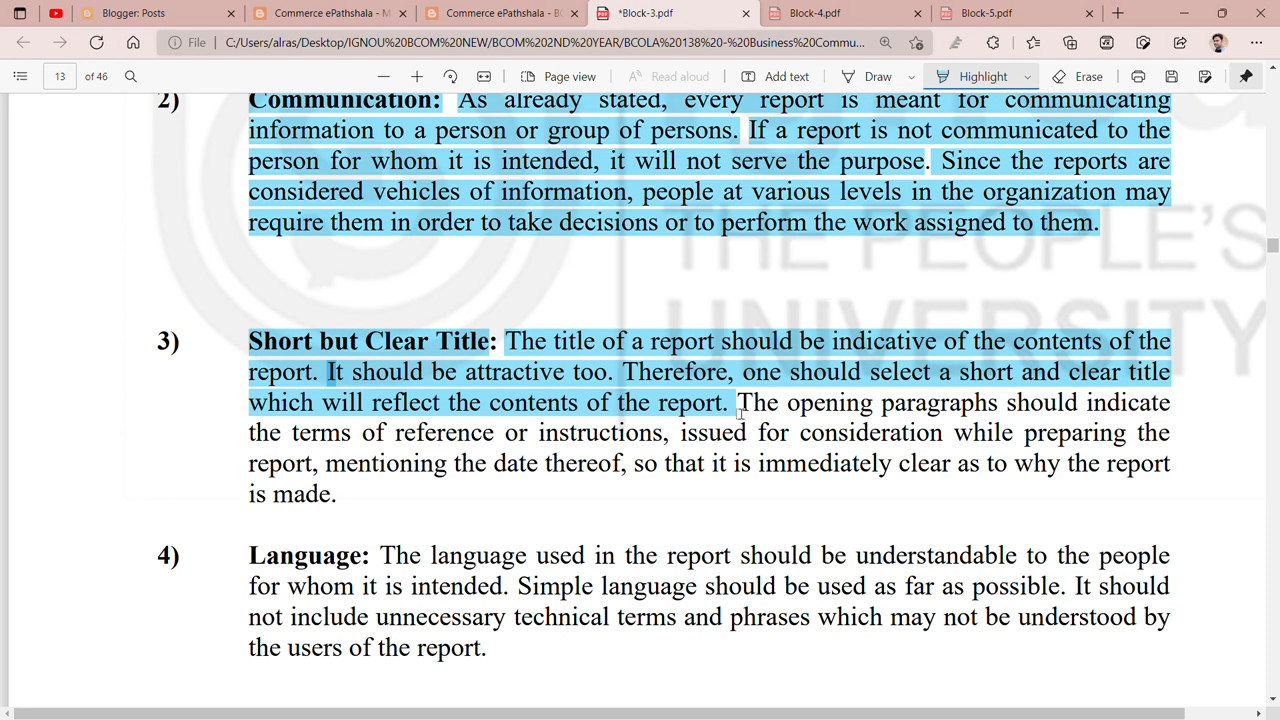 Blogger: Posts
Commerce ePathshala - M
Commerce ePathshala - BC
*Block-3.pdf
Block-4.pdf
Block-5.pdf
File
C:/Users/alras/Desktop/IGNOU%20BCOM%20NEW/BCOM%202ND%20YEAR/BCOLA%20138%20-%20Business%20Commu...
13 of 46
Page view
Read aloud
Add text
Draw
Highlight
Erase
2) Communication: As already stated, every report is meant for communicating
information to a person or group of persons. If a report is not communicated to the
person for whom it is intended, it will not serve the purpose. Since the reports are
considered vehicles of information, people at various levels in the organization may
require them in order to take decisions or to perform the work assigned to them.
THE PEOPLE'S
UNIVERSITY
3) Short but Clear Title: The title of a report should be indicative of the contents of the
report. It should be attractive too. Therefore, one should select a short and clear title
which will reflect the contents of the report. The opening paragraphs should indicate
the terms of reference or instructions, issued for consideration while preparing the
report, mentioning the date thereof, so that it is immediately clear as to why the report
is made.
4) Language: The language used in the report should be understandable to the people
for whom it is intended. Simple language should be used as far as possible. It should
not include unnecessary technical terms and phrases which may not be understood by
the users of the report.